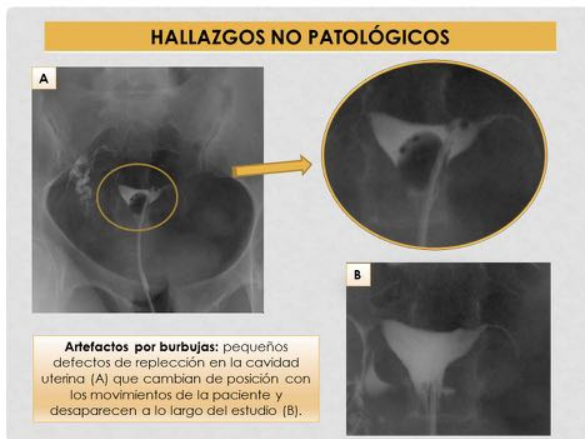 HALLAZGOS NO PATOLÓGICOS
A
B
Artefactos por burbujas: pequeños
defectos de replección en la cavidad
uterina (A) que cambian de posición con
los movimientos de la paciente y
desaparecen a lo largo del estudio (B).